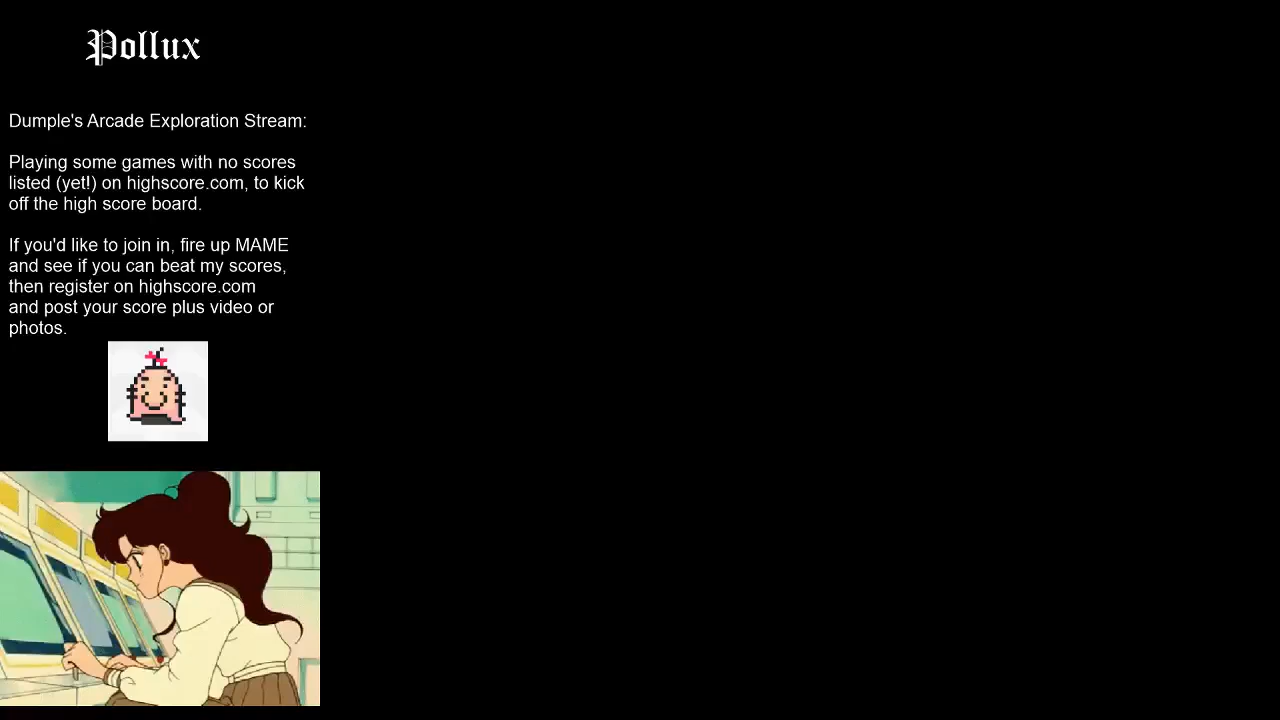 Pollux
Dumple's Arcade Exploration Stream:
Playing some games with no scores
listed (yet!) on highscore.com, to kick
off the high score board.
If you'd like to join in, fire up MAME
and see if you can beat my scores,
then register on highscore.com
and post your score plus video or
photos.